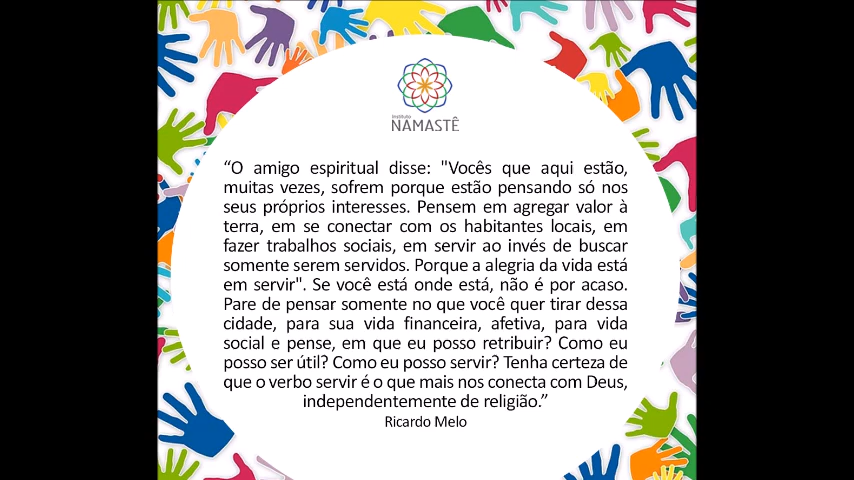 Instituto
NAMASTÊ
“O amigo espiritual disse: "Vocês que aqui estão,
muitas vezes, sofrem porque estão pensando só nos
seus próprios interesses. Pensem em agregar valor à
terra, em se conectar com os habitantes locais, em
fazer trabalhos sociais, em servir ao invés de buscar
somente serem servidos. Porque a alegria da vida está
em servir". Se você está onde está, não é por acaso.
Pare de pensar somente no que você quer tirar dessa
cidade, para sua vida financeira, afetiva, para vida
social e pense, em que eu posso retribuir? Como eu
posso ser útil? Como eu posso servir? Tenha certeza de
que o verbo servir é o que mais nos conecta com Deus,
independentemente de religião.”
Ricardo Melo